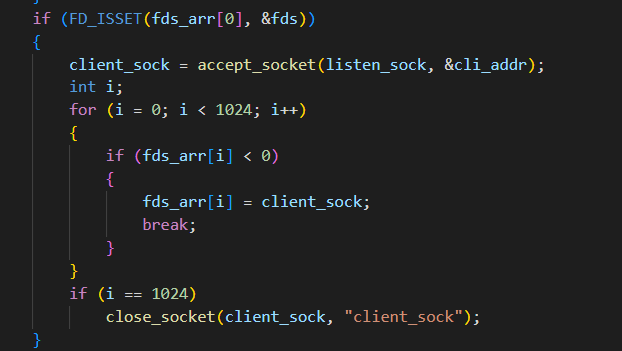 if (FD_ISSET(fds_arr[0], &fds))
{
client_sock = accept_socket(listen_sock, &cli_addr);
int i;
for (i = 0; i < 1024; i++)
{
if (fds_arr[i] < 0)
{
fds_arr[i] = client_sock;
break;
}
}
if (i == 1024)
close_socket(client_sock, "client_sock");
}